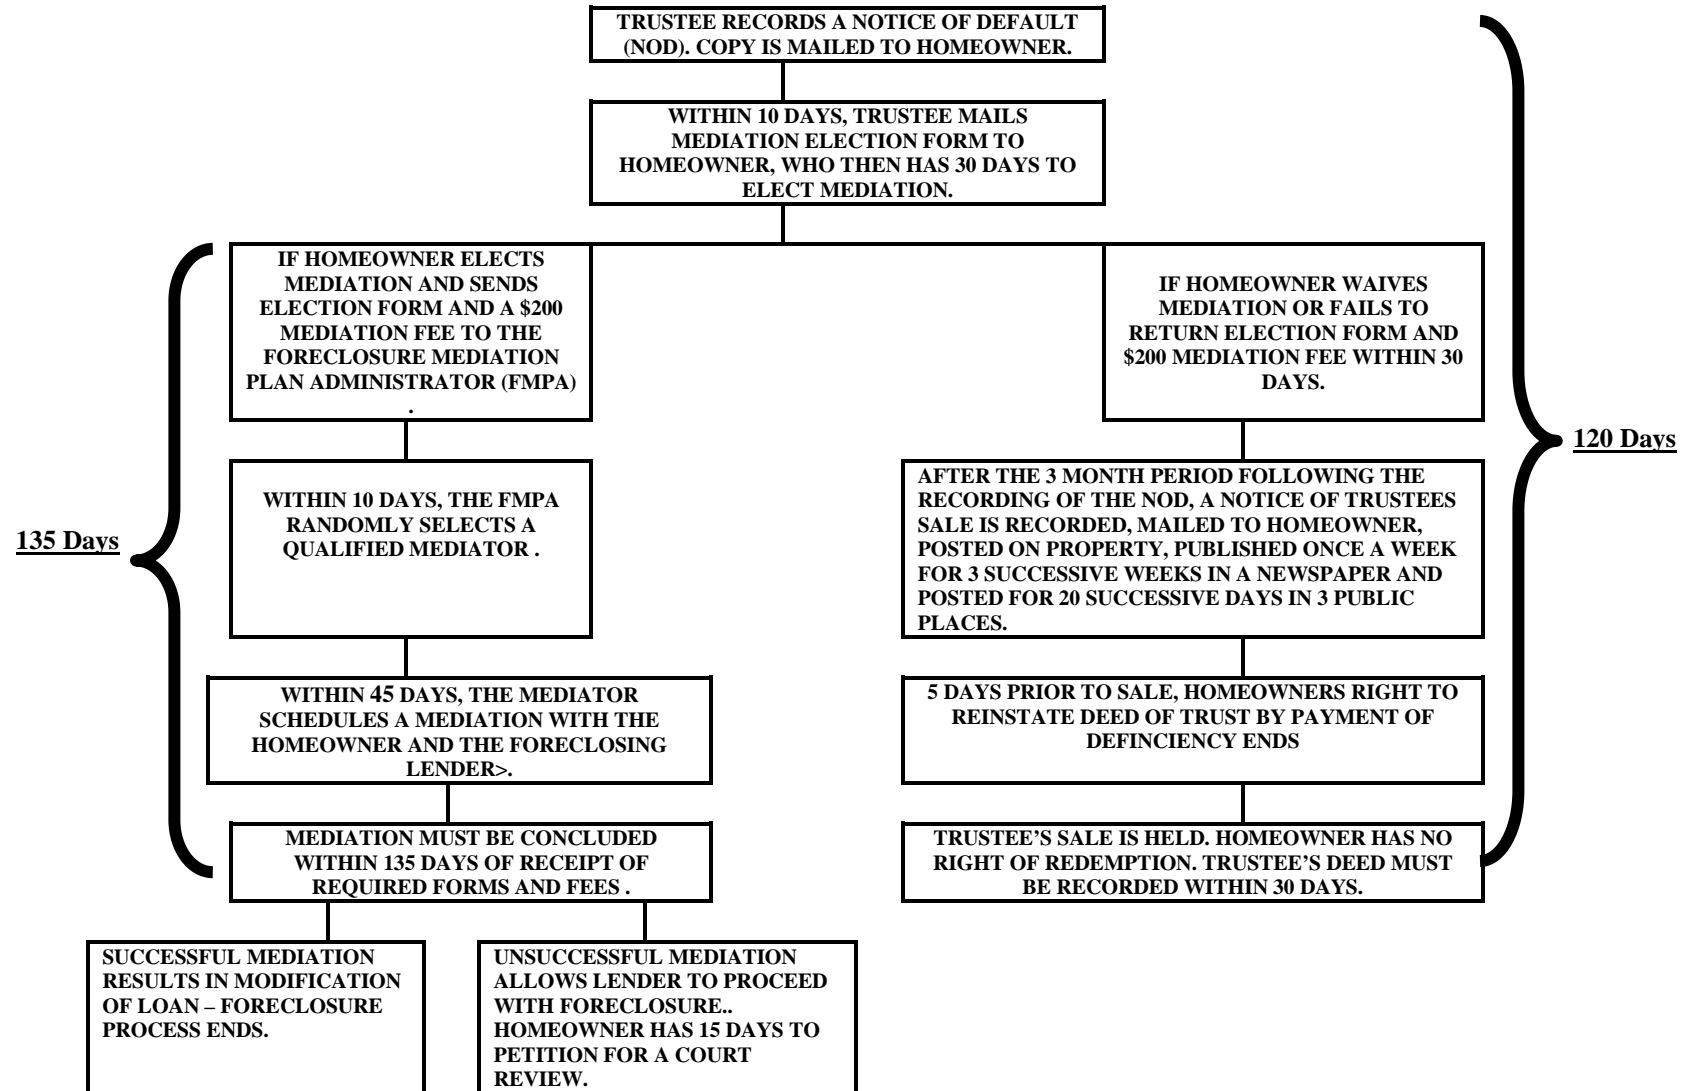 TRUSTEE RECORDS A NOTICE OF DEFAULT
(NOD). COPY IS MAILED TO HOMEOWNER.
WITHIN 10 DAYS, TRUSTEE MAILS
MEDIATION ELECTION FORM TO
HOMEOWNER, WHO THEN HAS 30 DAYS TO
ELECT MEDIATION.
IF HOMEOWNER ELECTS
MEDIATION AND SENDS
ELECTION FORM AND A $200
MEDIATION FEE TO THE
FORECLOSURE MEDIATION
PLAN ADMINISTRATOR (FMPA)
.
IF HOMEOWNER WAIVES
MEDIATION OR FAILS TO
RETURN ELECTION FORM AND
$200 MEDIATION FEE WITHIN 30
DAYS.
120 Days
135 Days
WITHIN 10 DAYS, THE FMPA
RANDOMLY SELECTS A
QUALIFIED MEDIATOR .
AFTER THE 3 MONTH PERIOD FOLLOWING THE
RECORDING OF THE NOD, A NOTICE OF TRUSTEES
SALE IS RECORDED, MAILED TO HOMEOWNER,
POSTED ON PROPERTY, PUBLISHED ONCE A WEEK
FOR 3 SUCCESSIVE WEEKS IN A NEWSPAPER AND
POSTED FOR 20 SUCCESSIVE DAYS IN 3 PUBLIC
PLACES.
WITHIN 45 DAYS, THE MEDIATOR
SCHEDULES A MEDIATION WITH THE
HOMEOWNER AND THE FORECLOSING
LENDER>.
5 DAYS PRIOR TO SALE, HOMEOWNERS RIGHT TO
REINSTATE DEED OF TRUST BY PAYMENT OF
DEFINCIENCY ENDS
MEDIATION MUST BE CONCLUDED
WITHIN 135 DAYS OF RECEIPT OF
REQUIRED FORMS AND FEES .
TRUSTEE’S SALE IS HELD. HOMEOWNER HAS NO
RIGHT OF REDEMPTION. TRUSTEE’S DEED MUST
BE RECORDED WITHIN 30 DAYS.
SUCCESSFUL MEDIATION
RESULTS IN MODIFICATION
OF LOAN – FORECLOSURE
PROCESS ENDS.
UNSUCCESSFUL MEDIATION
ALLOWS LENDER TO PROCEED
WITH FORECLOSURE..
HOMEOWNER HAS 15 DAYS TO
PETITION FOR A COURT
REVIEW.